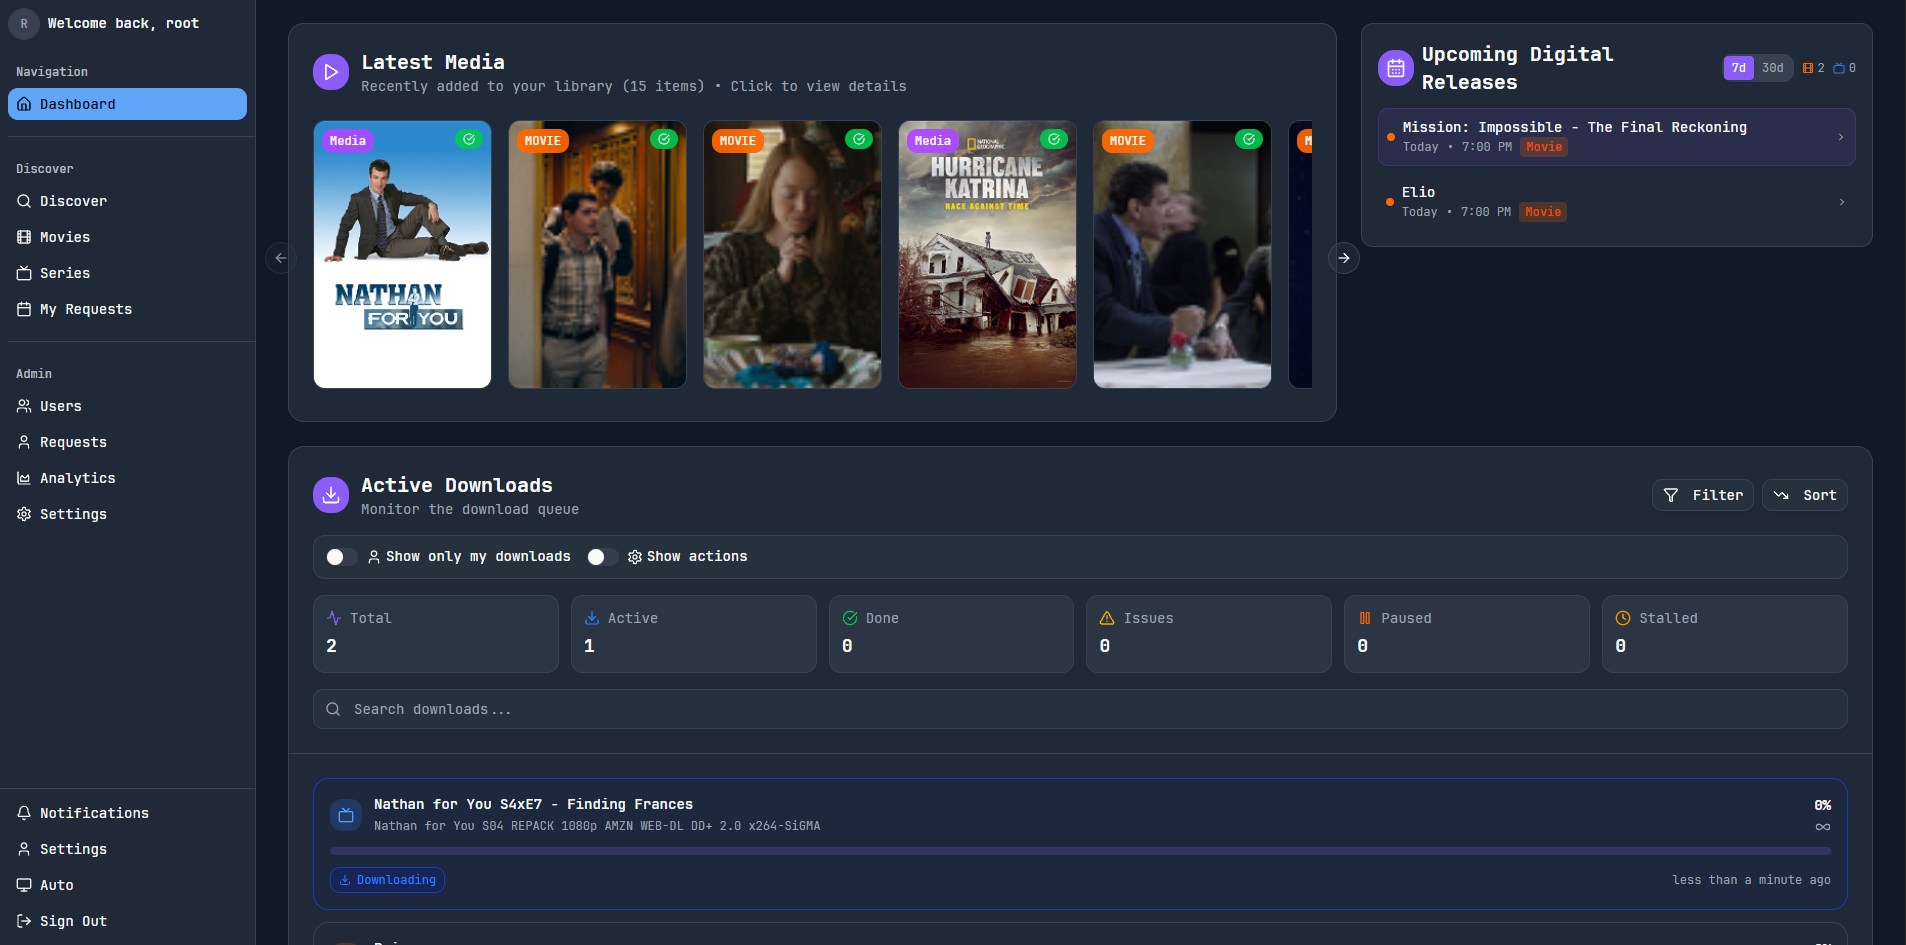 R
Welcome back, root
Navigation
Dashboard
Discover
Discover
Movies
Series
My Requests
Admin
Users
Requests
Analytics
Settings
Notifications
Settings
Auto
Sign Out
Latest Media
Recently added to your library (15 items) • Click to view details
Media
NATHAN
FOR YOU
MOVIE
MOVIE
Media
NATIONAL
GEOGRAPHIC
HURRICANE
KATRINA
RACE AGAINST TIME
MOVIE
Upcoming Digital
Releases
7d 30d 2 0
Mission: Impossible - The Final Reckoning
Today • 7:00 PM Movie
Elio
Today • 7:00 PM Movie
Active Downloads
Monitor the download queue
Filter
Sort
Show only my downloads
Show actions
Total
2
Active
1
Done
0
Issues
0
Paused
0
Stalled
0
Search downloads...
Nathan for You S4xE7 - Finding Frances
0%
Nathan for You S04 REPACK 1080p AMZN WEB-DL DD+ 2.0 x264-SiGMA
∞
Downloading
less than a minute ago